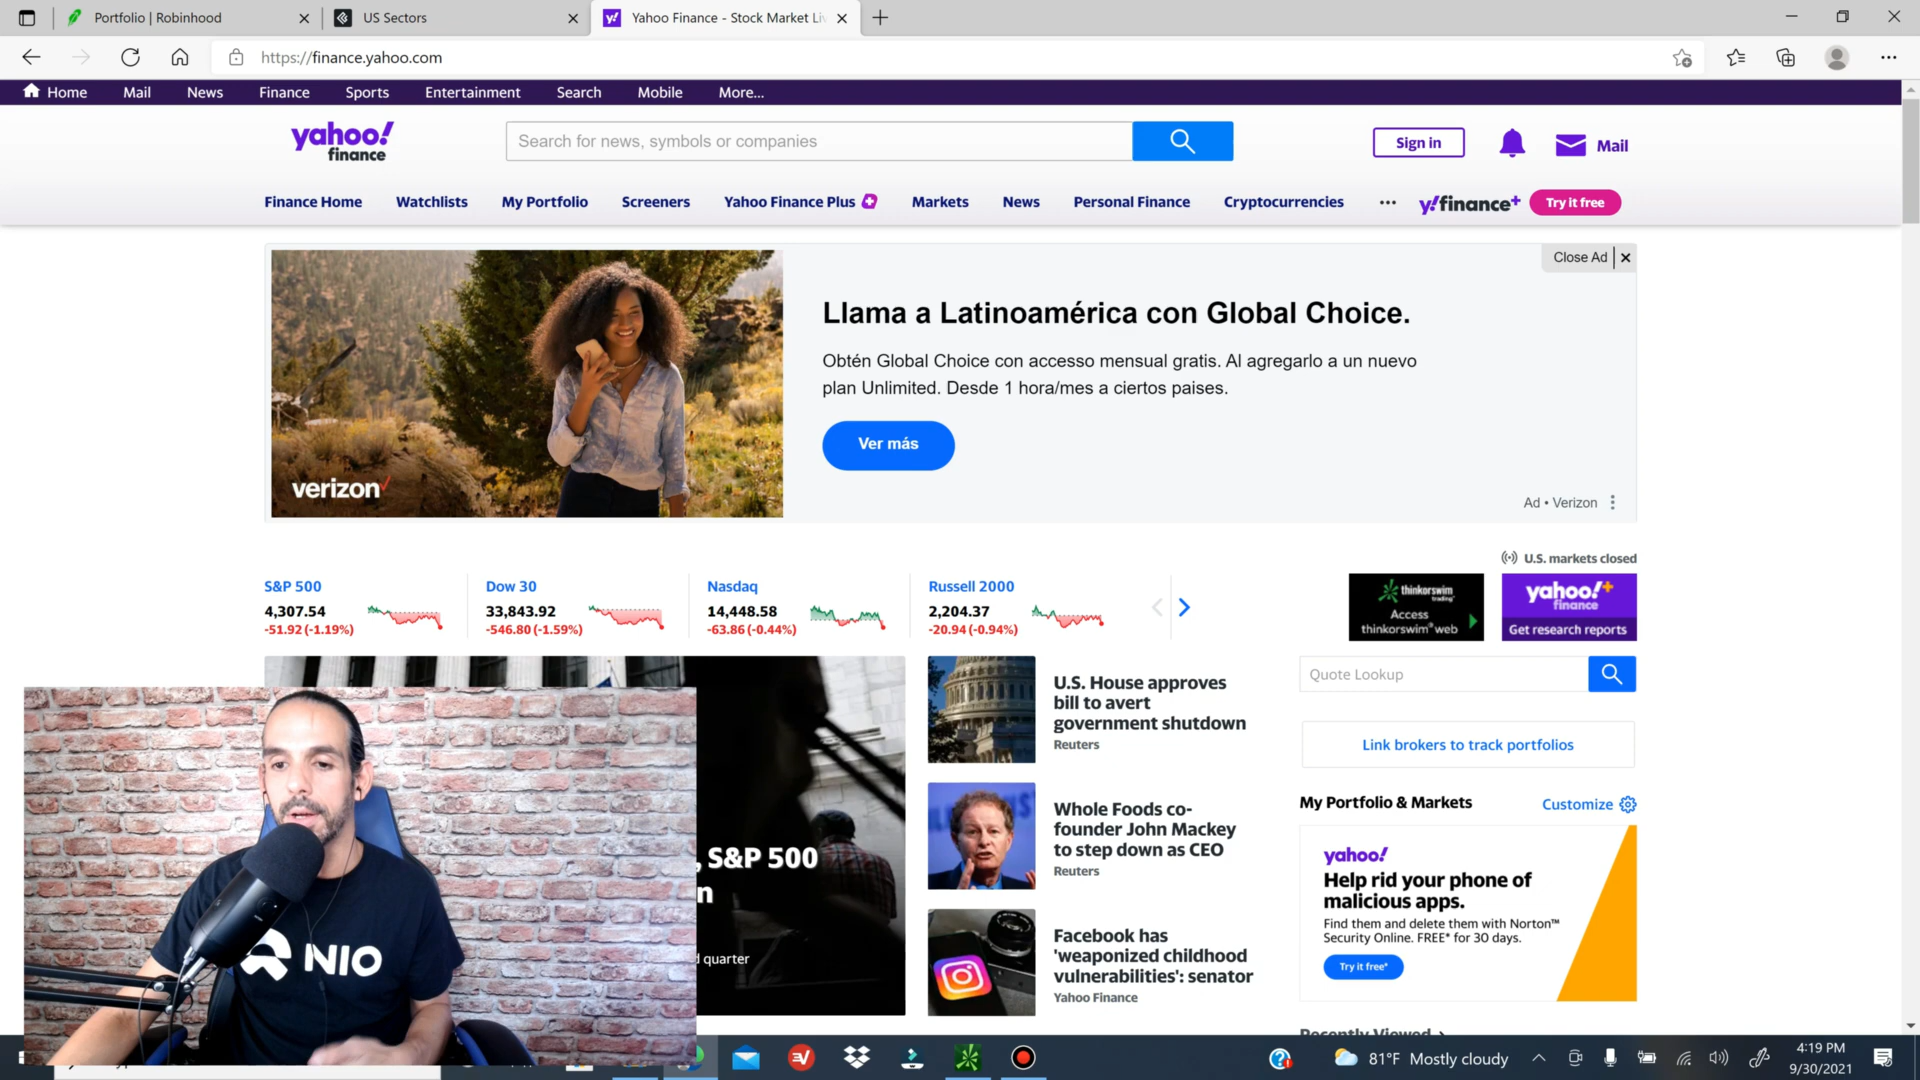 Portfolio | Robinhood
US Sectors
Yahoo Finance - Stock Market Li
https://finance.yahoo.com
Home Mail News Finance Sports Entertainment Search Mobile More...
yahoo!
finance
Search for news, symbols or companies
Sign in
Mail
Finance Home Watchlists My Portfolio Screeners Yahoo Finance Plus Markets News Personal Finance Cryptocurrencies ... y!finance+ Try it free
Close Ad
Llama a Latinoamérica con Global Choice.
Obtén Global Choice con accesso mensual gratis. Al agregarlo a un nuevo
plan Unlimited. Desde 1 hora/mes a ciertos paises.
Ver más
verizon
Ad • Verizon
U.S. markets closed
S&P 500
4,307.54
-51.92 (-1.19%)
Dow 30
33,843.92
-546.80 (-1.59%)
Nasdaq
14,448.58
-63.86 (-0.44%)
Russell 2000
2,204.37
-20.94 (-0.94%)
thinkorswim
trading
Access
thinkorswim® web
yahoo!+
finance
Get research reports
, S&P 500
n
d quarter
NIO
U.S. House approves
bill to avert
government shutdown
Reuters
Whole Foods co-
founder John Mackey
to step down as CEO
Reuters
Facebook has
'weaponized childhood
vulnerabilities': senator
Yahoo Finance
Quote Lookup
Link brokers to track portfolios
My Portfolio & Markets
Customize
yahoo!
Help rid your phone of
malicious apps.
Find them and delete them with Norton™
Security Online. FREE* for 30 days.
Try it free*
Recently Viewed >
81°F Mostly cloudy
4:19 PM
9/30/2021